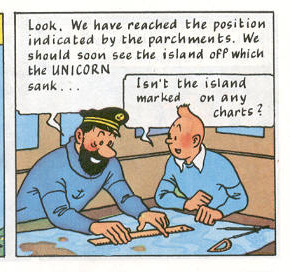 Look. We have reached the position
indicated by the parchments. We
should soon see the island off which
the UNICORN
sank...
Isn't the island
marked on any
charts?